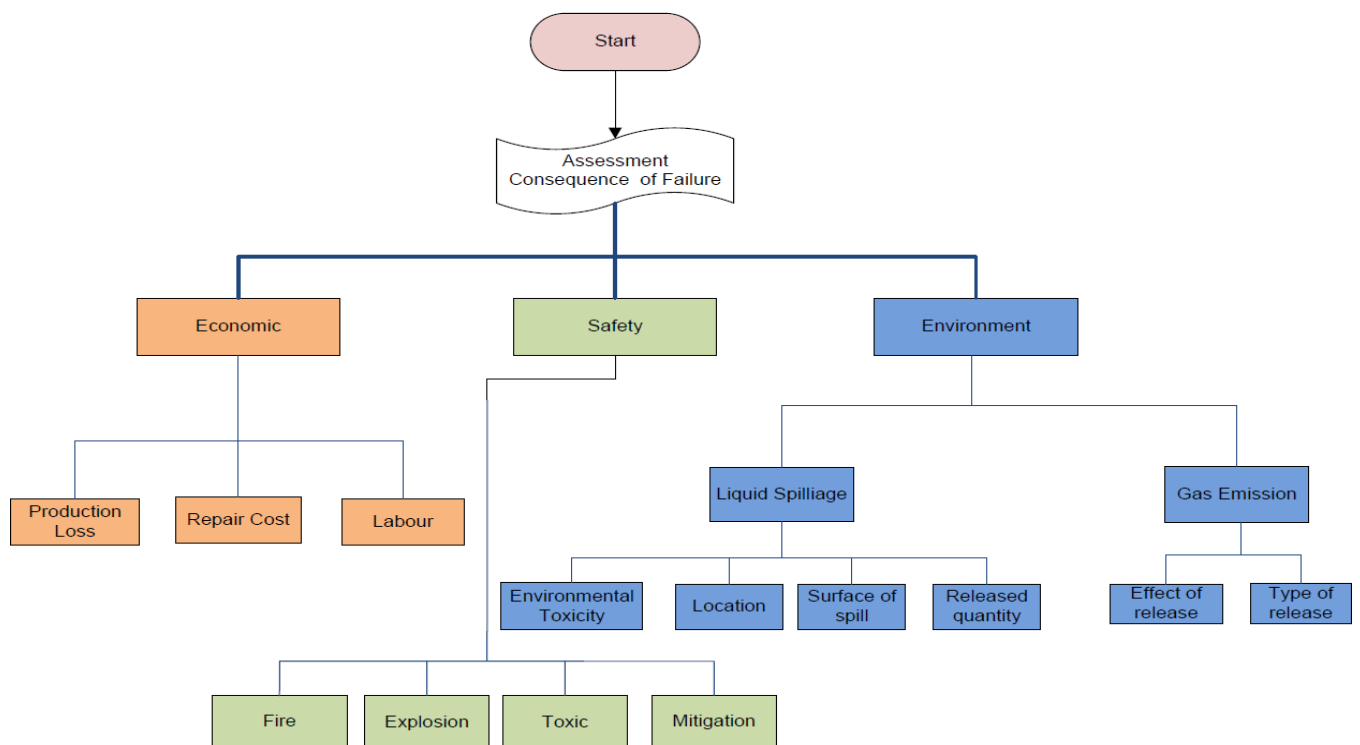 Start
Assessment
Consequence of Failure
Economic
Safety
Environment
Production
Loss
Repair Cost
Labour
Liquid Spilliage
Gas Emission
Environmental
Toxicity
Location
Surface of
spill
Released
quantity
Effect of
release
Type of
release
Fire
Explosion
Toxic
Mitigation